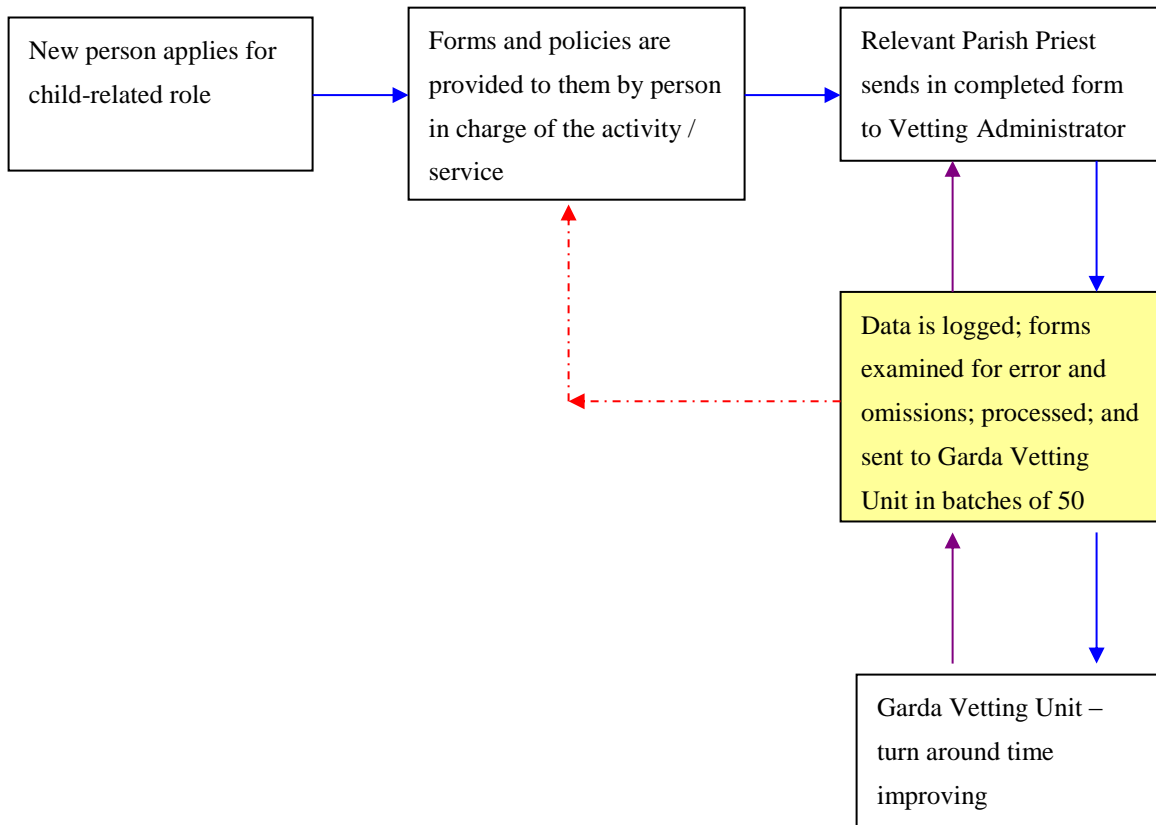 New person applies for
child-related role
Forms and policies are
provided to them by person
in charge of the activity /
service
Relevant Parish Priest
sends in completed form
to Vetting Administrator
Data is logged; forms
examined for error and
omissions; processed; and
sent to Garda Vetting
Unit in batches of 50
Garda Vetting Unit –
turn around time
improving